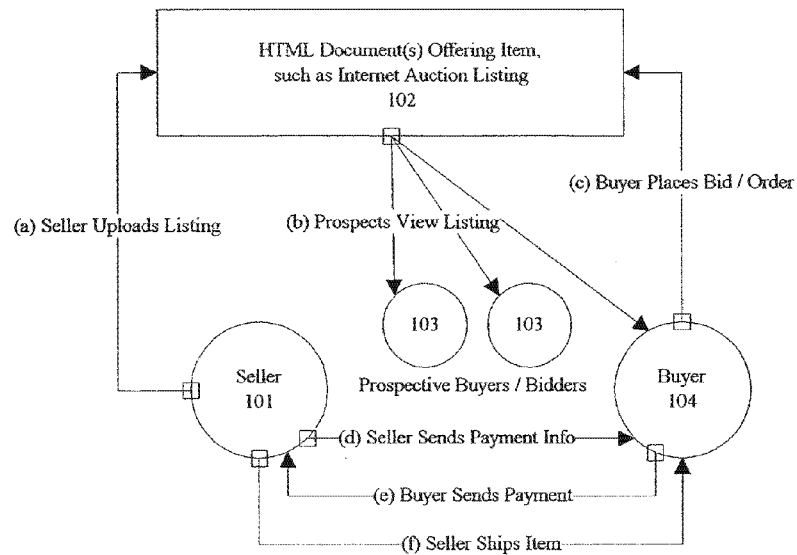 HTML Document(s) Offering Item,
such as Internet Auction Listing
102
(c) Buyer Places Bid / Order
(a) Seller Uploads Listing
(b) Prospects View Listing
103
103
Prospective Buyers / Bidders
Seller
101
Buyer
104
(d) Seller Sends Payment Info
(e) Buyer Sends Payment
(f) Seller Ships Item